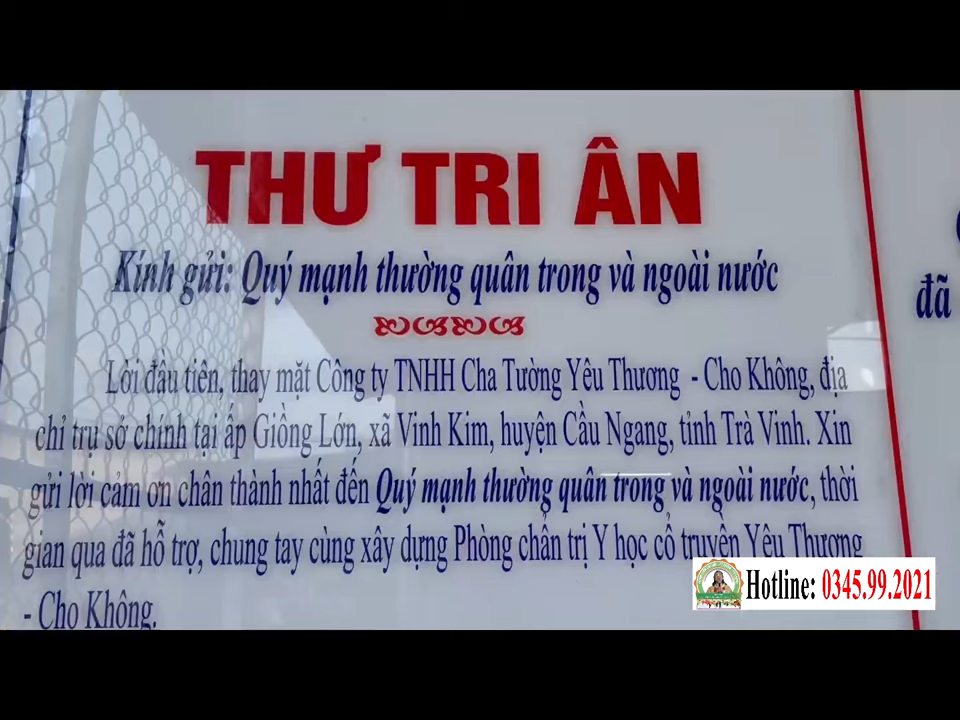 THƯ TRI ÂN
Kính gửi: Quý mạnh thường quân trong và ngoài nước
Lời đầu tiên, thay mặt Công ty TNHH Cha Tường Yêu Thương - Cho Không, địa
chỉ trụ sở chính tại ấp Giồng Lớn, xã Vinh Kim, huyện Cầu Ngang, tỉnh Trà Vinh. Xin
gửi lời cảm ơn chân thành nhất đến Quý mạnh thường quân trong và ngoài nước, thời
gian qua đã hỗ trợ, chung tay cùng xây dựng Phòng chẩn trị Y học cổ truyền Yêu Thương
- Cho Không.
đã
Hotline: 0345.99.2021